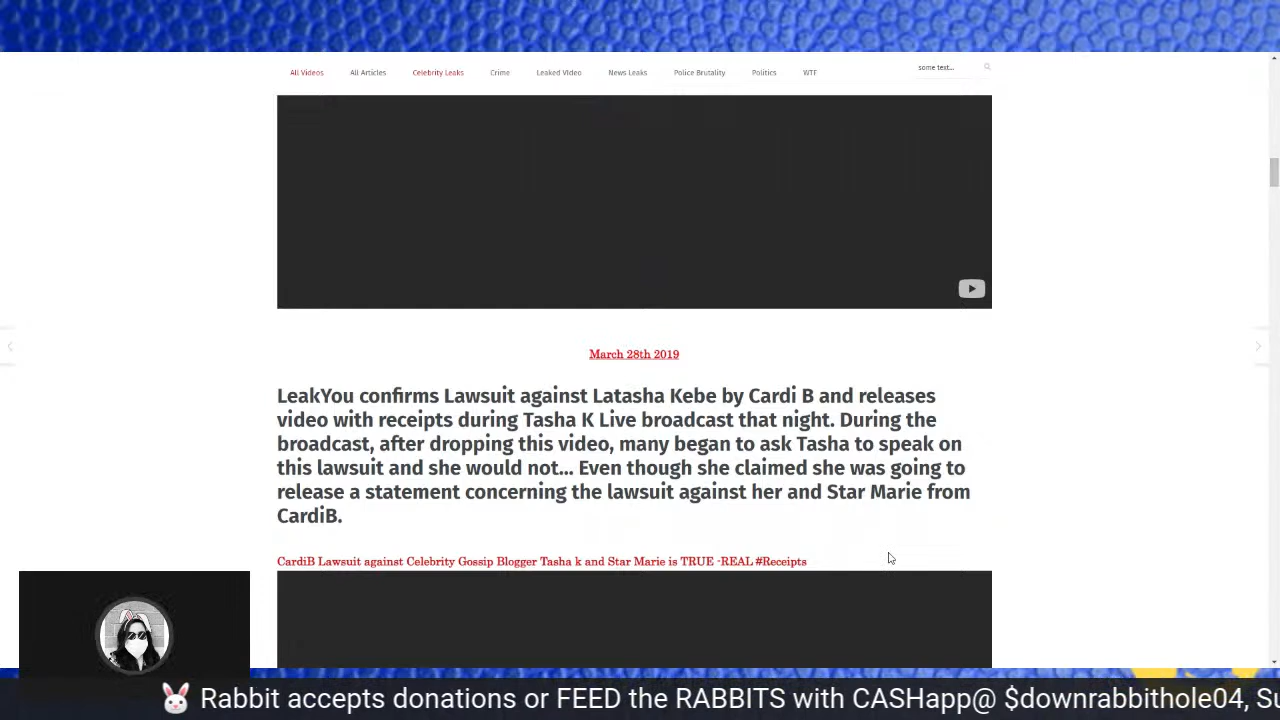 All Videos All Articles Celebrity Leaks Crime Leaked Video News Leaks Police Brutality Politics WTF some text...
March 28th 2019
LeakYou confirms Lawsuit against Latasha Kebe by Cardi B and releases
video with receipts during Tasha K Live broadcast that night. During the
broadcast, after dropping this video, many began to ask Tasha to speak on
this lawsuit and she would not... Even though she claimed she was going to
release a statement concerning the lawsuit against her and Star Marie from
CardiB.
CardiB Lawsuit against Celebrity Gossip Blogger Tasha k and Star Marie is TRUE -REAL #Receipts
Rabbit accepts donations or FEED the RABBITS with CASHapp@ $downrabbithole04, Su